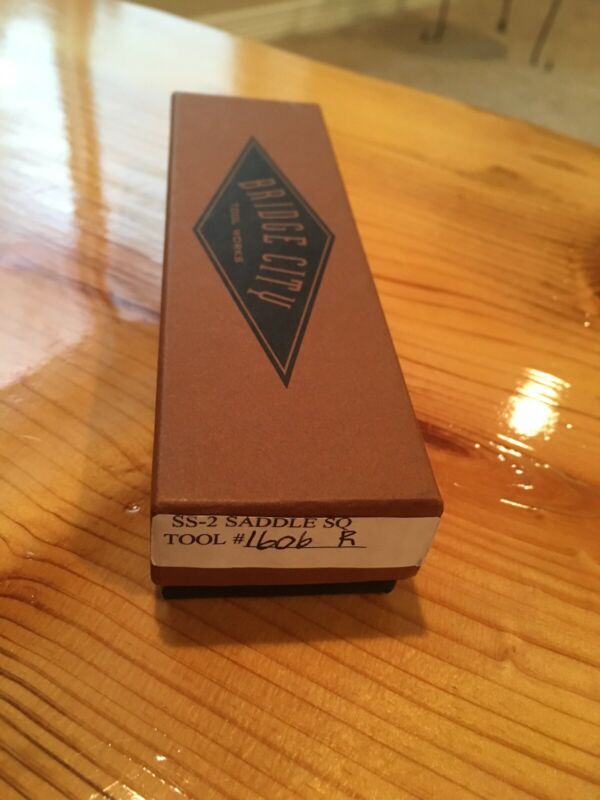 BRIDGE CITY
TOOL WORKS
SS-2 SADDLE SQ
TOOL #1606 R